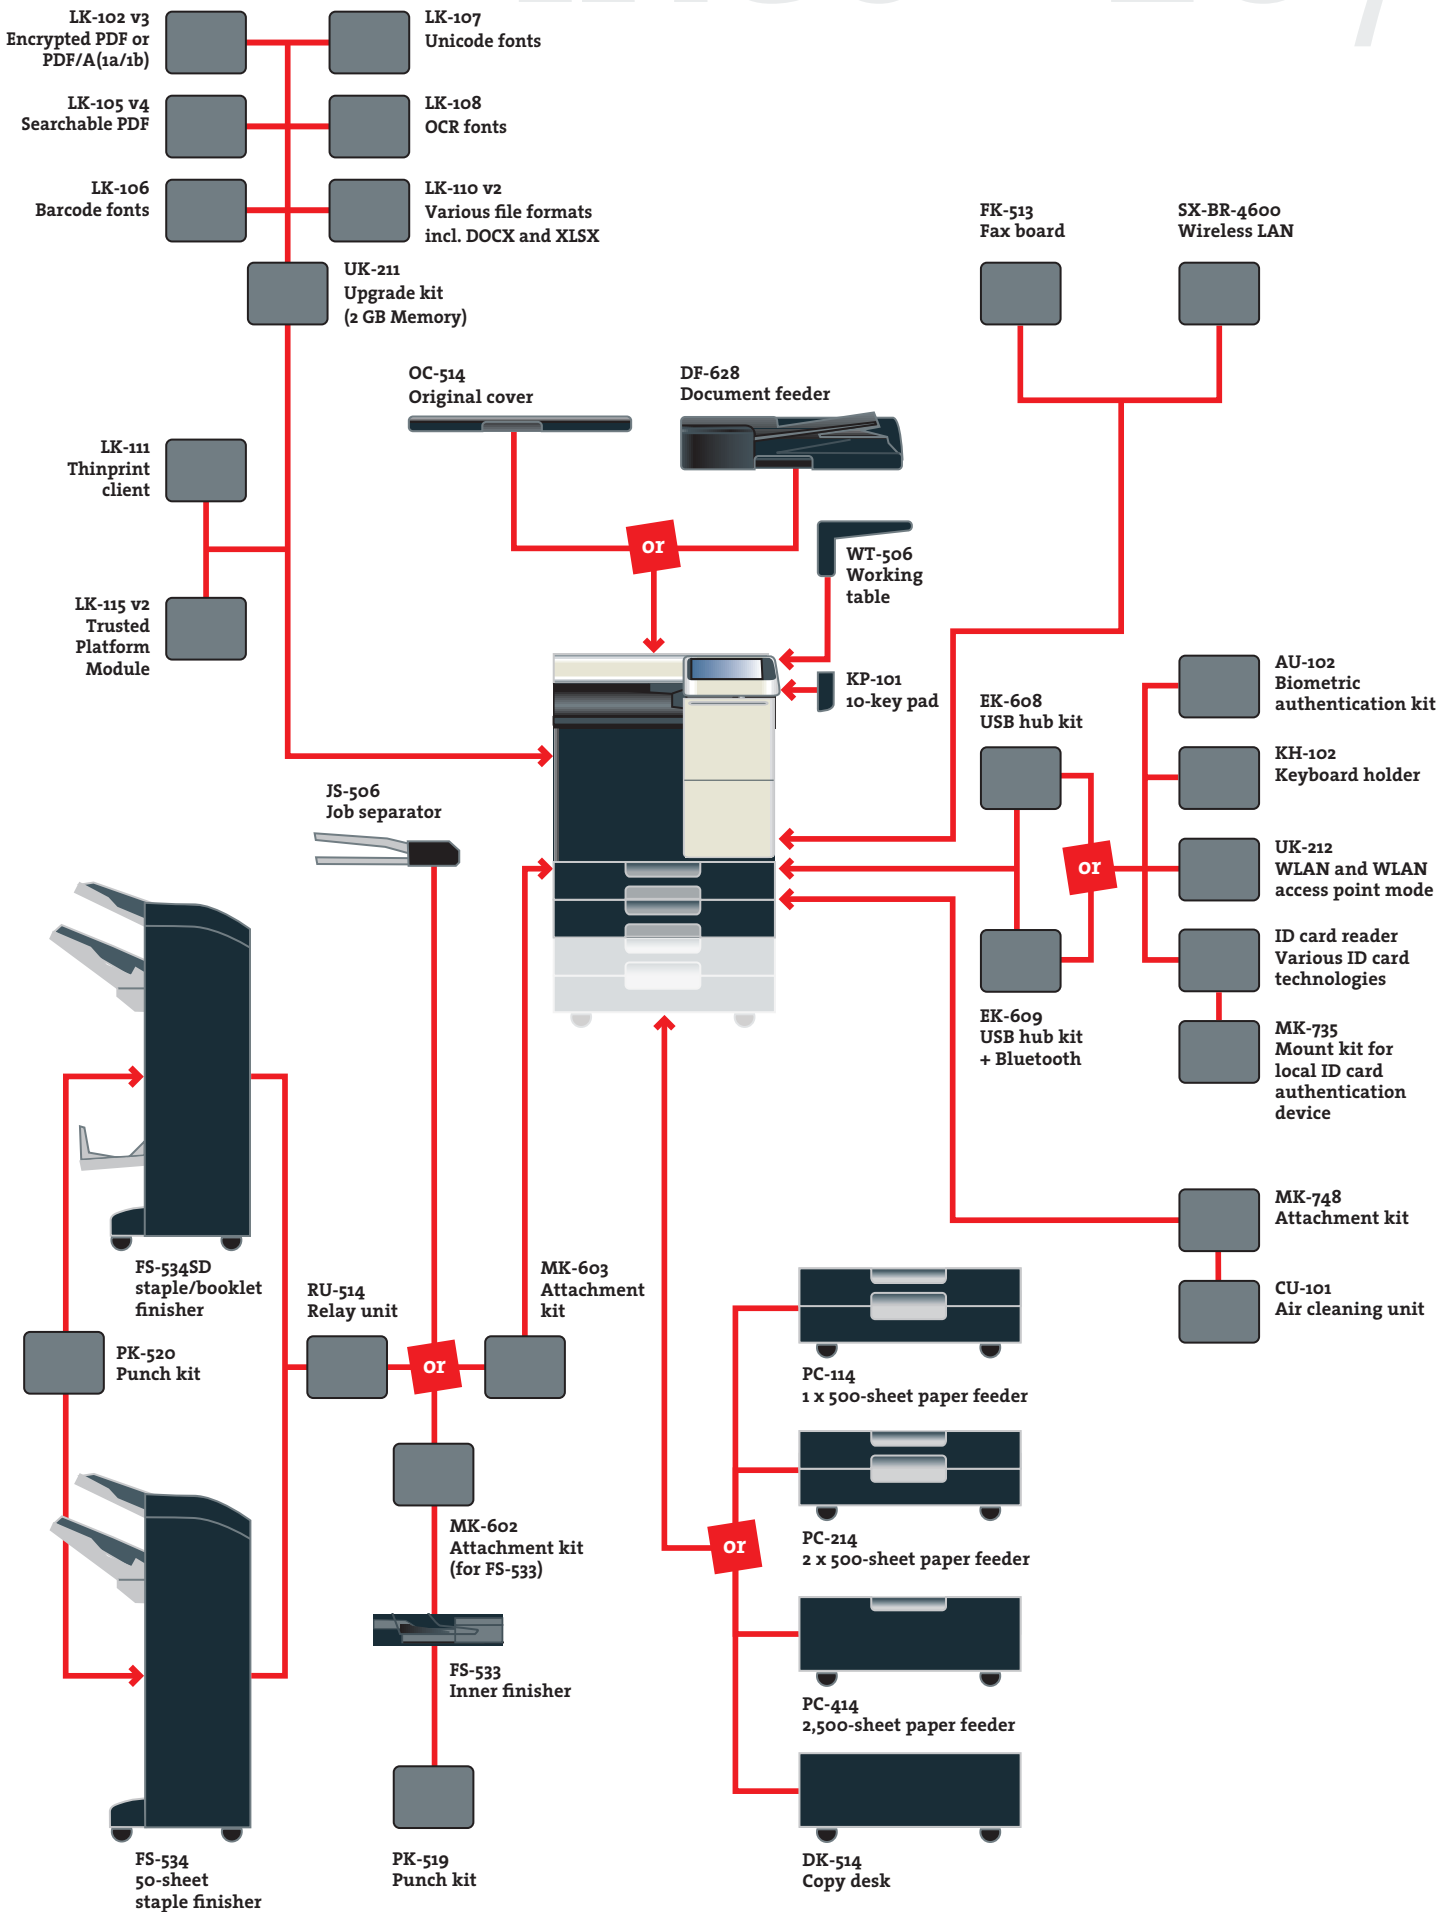 LK-102 v3
Encrypted PDF or
PDF/A(1a/1b)
LK-107
Unicode fonts
LK-105 v4
Searchable PDF
LK-108
OCR fonts
LK-106
Barcode fonts
LK-110 v2
Various file formats
incl. DOCX and XLSX
UK-211
Upgrade kit
(2 GB Memory)
FK-513
Fax board
SX-BR-4600
Wireless LAN
OC-514
Original cover
DF-628
Document feeder
LK-111
Thinprint
client
or
WT-506
Working
table
LK-115 v2
Trusted
Platform
Module
KP-101
10-key pad
EK-608
USB hub kit
AU-102
Biometric
authentication kit
KH-102
Keyboard holder
JS-506
Job separator
or
UK-212
WLAN and WLAN
access point mode
ID card reader
Various ID card
technologies
EK-609
USB hub kit
+ Bluetooth
MK-735
Mount kit for
local ID card
authentication
device
MK-748
Attachment kit
CU-101
Air cleaning unit
FS-534SD
staple/booklet
finisher
RU-514
Relay unit
MK-603
Attachment
kit
PK-520
Punch kit
or
PC-114
1 x 500-sheet paper feeder
MK-602
Attachment kit
(for FS-533)
or
PC-214
2 x 500-sheet paper feeder
FS-533
Inner finisher
PC-414
2,500-sheet paper feeder
FS-534
50-sheet
staple finisher
PK-519
Punch kit
DK-514
Copy desk